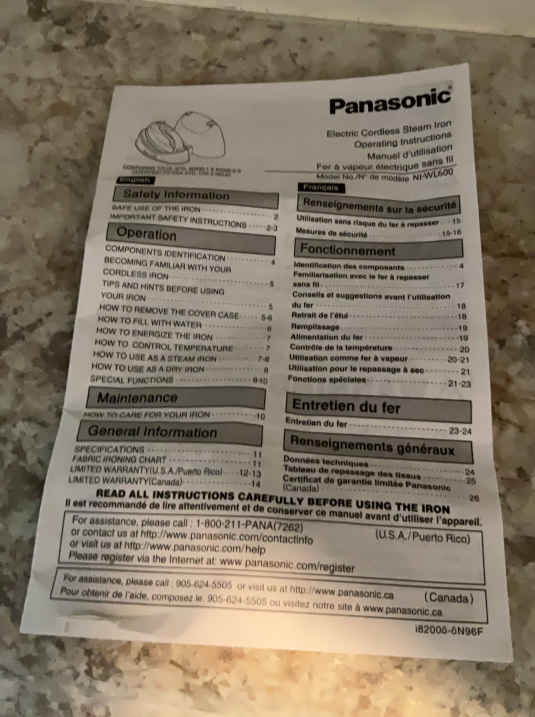 Panasonic
Electric Cordless Steam Iron
Operating Instructions
Manuel d'utilisation
Fer à vapeur électrique sans fil
Model No./N° de modèle NI-WL600
English
Safety Information
SAFE USE OF THE IRON 2
IMPORTANT SAFETY INSTRUCTIONS 2-3
Operation
COMPONENTS IDENTIFICATION 4
BECOMING FAMILIAR WITH YOUR
CORDLESS IRON 5
TIPS AND HINTS BEFORE USING
YOUR IRON 5
HOW TO REMOVE THE COVER CASE 5-6
HOW TO FILL WITH WATER 6
HOW TO ENERGIZE THE IRON 7
HOW TO CONTROL TEMPERATURE 7
HOW TO USE AS A STEAM IRON 7-8
HOW TO USE AS A DRY IRON 8
SPECIAL FUNCTIONS 8-10
Maintenance
HOW TO CARE FOR YOUR IRON 10
General Information
SPECIFICATIONS 11
FABRIC IRONING CHART 11
LIMITED WARRANTY(U.S.A./Puerto Rico) 12-13
LIMITED WARRANTY(Canada) 14
Français
Renseignements sur la sécurité
Utilisation sans risque du fer à repasser 15
Mesures de sécurité 15-16
Fonctionnement
Identification des composants 4
Familiarisation avec le fer à repasser
sans fil 17
Conseils et suggestions avant l'utilisation
du fer 18
Retrait de l'étui 18
Remplissage 19
Alimentation du fer 19
Contrôle de la température 20
Utilisation comme fer à vapeur 20-21
Utilisation pour le repassage à sec 21
Fonctions spéciales 21-23
Entretien du fer
Entretien du fer 23-24
Renseignements généraux
Données techniques 24
Tableau de repassage des tissus 25
Certificat de garantie limitée Panasonic
(Canada) 26
READ ALL INSTRUCTIONS CAREFULLY BEFORE USING THE IRON
Il est recommandé de lire attentivement et de conserver ce manuel avant d'utiliser l'appareil.
For assistance, please call : 1-800-211-PANA(7262)
or contact us at http://www.panasonic.com/contactinfo (U.S.A./Puerto Rico)
or visit us at http://www.panasonic.com/help
Please register via the Internet at: www.panasonic.com/register
For assistance, please call : 905-624-5505 or visit us at http://www.panasonic.ca (Canada)
Pour obtenir de l'aide, composez le 905-624-5505 ou visitez notre site à www.panasonic.ca
i82006-6N96F